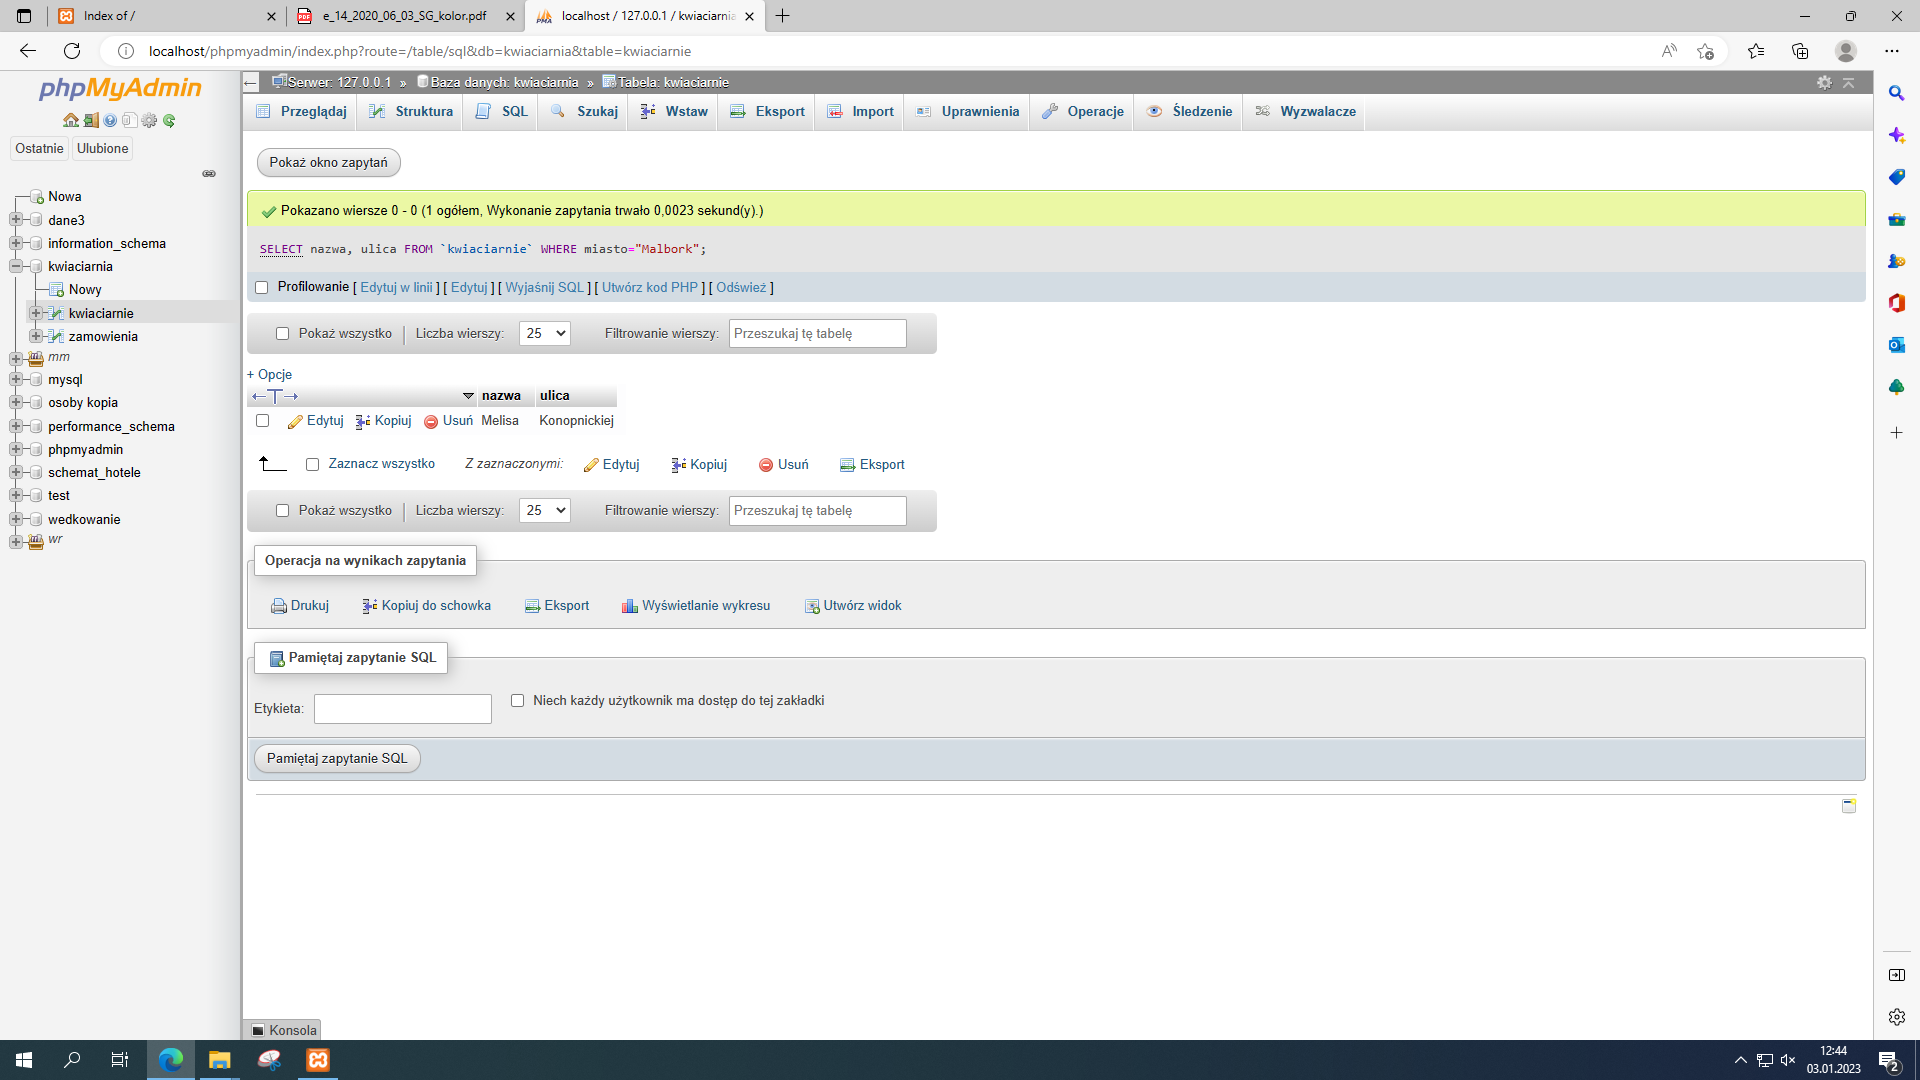 Index of /
e_14_2020_06_03_SG_kolor.pdf
localhost / 127.0.0.1 / kwiaciarnia
localhost/phpmyadmin/index.php?route=/table/sql&db=kwiaciarnia&table=kwiaciarnie
phpMyAdmin
Ostatnie Ulubione
Nowa
dane3
information_schema
kwiaciarnia
Nowy
kwiaciarnie
zamowienia
mm
mysql
osoby kopia
performance_schema
phpmyadmin
schemat_hotele
test
wedkowanie
wr
Serwer: 127.0.0.1 » Baza danych: kwiaciarnia » Tabela: kwiaciarnie
Przeglądaj Struktura SQL Szukaj Wstaw Eksport Import Uprawnienia Operacje Śledzenie Wyzwalacze
Pokaż okno zapytań
Pokazano wiersze 0 - 0 (1 ogółem, Wykonanie zapytania trwało 0,0023 sekund(y).)
SELECT nazwa, ulica FROM `kwiaciarnie` WHERE miasto="Malbork";
Profilowanie [ Edytuj w linii ] [ Edytuj ] [ Wyjaśnij SQL ] [ Utwórz kod PHP ] [ Odśwież ]
Pokaż wszystko Liczba wierszy: 25 Filtrowanie wierszy: Przeszukaj tę tabelę
+ Opcje
nazwa ulica
Edytuj Kopiuj Usuń Melisa Konopnickiej
Zaznacz wszystko Z zaznaczonymi: Edytuj Kopiuj Usuń Eksport
Pokaż wszystko Liczba wierszy: 25 Filtrowanie wierszy: Przeszukaj tę tabelę
Operacja na wynikach zapytania
Drukuj Kopiuj do schowka Eksport Wyświetlanie wykresu Utwórz widok
Pamiętaj zapytanie SQL
Etykieta: Niech każdy użytkownik ma dostęp do tej zakładki
Pamiętaj zapytanie SQL
Konsola
12:44
03.01.2023
2